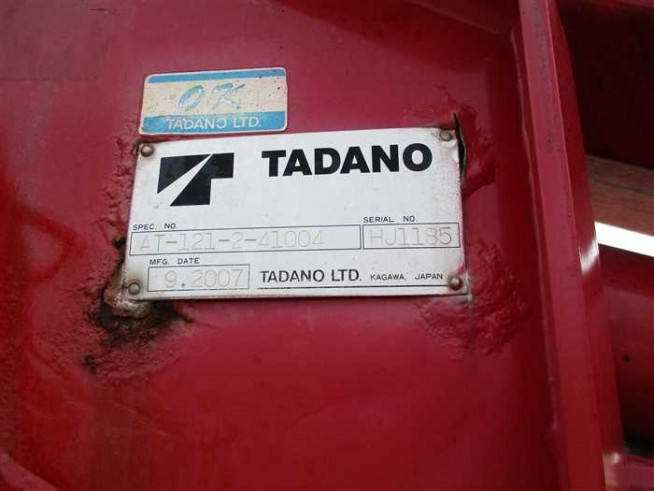 OK
TADANO LTD.
TADANO
SPEC. NO. SERIAL NO.
AT-121-2-41004 HJ1185
MFG. DATE
9.2007 TADANO LTD. KAGAWA, JAPAN